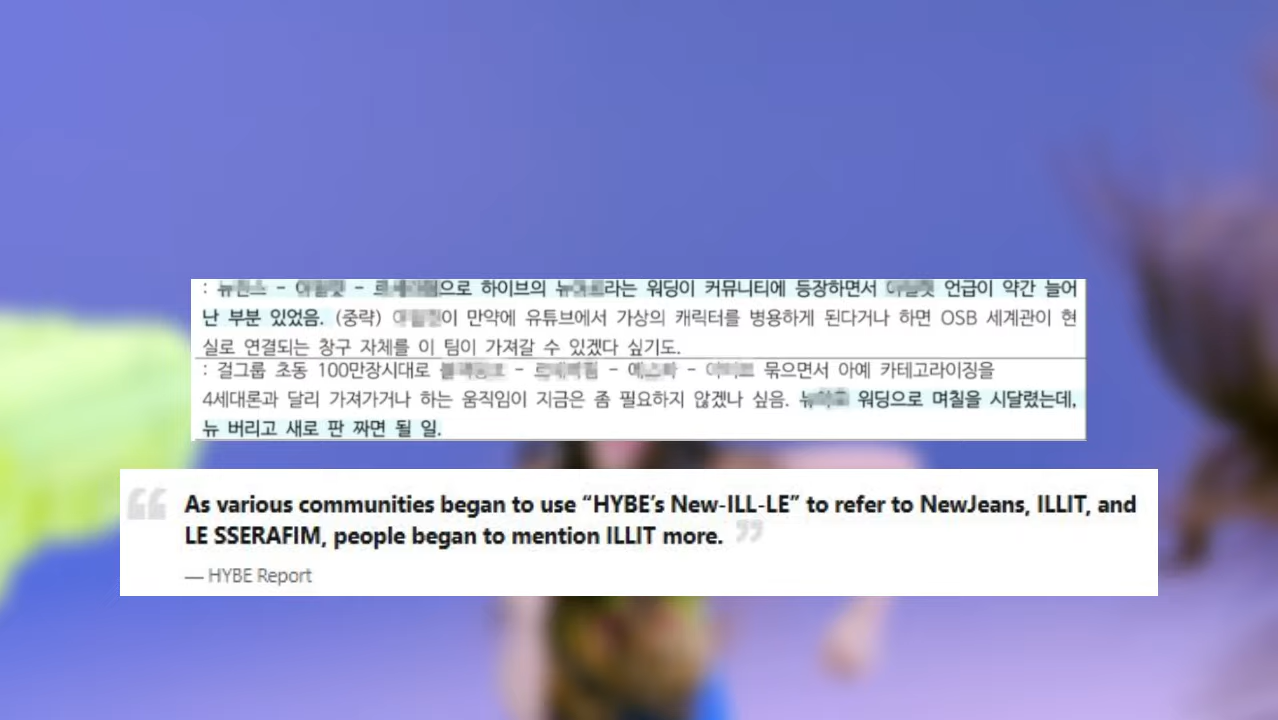 : 뉴진스 - - 으로 하이브의 라는 워딩이 커뮤니티에 등장하면서 언급이 약간 늘어
난 부분 있었음. (중략) 이 만약에 유튜브에서 가상의 캐릭터를 병용하게 된다거나 하면 OSB 세계관이 현
실로 연결되는 창구 자체를 이 팀이 가져갈 수 있겠다 싶기도.
: 걸그룹 초동 100만장시대로 - - - 묶으면서 아예 카테고라이징을
4세대론과 달리 가져가거나 하는 움직임이 지금은 좀 필요하지 않겠나 싶음. 워딩으로 며칠을 시달렸는데,
뉴 버리고 새로 판 짜면 될 일.
“ As various communities began to use “HYBE’s New-ILL-LE” to refer to NewJeans, ILLIT, and
LE SSERAFIM, people began to mention ILLIT more. ”
— HYBE Report